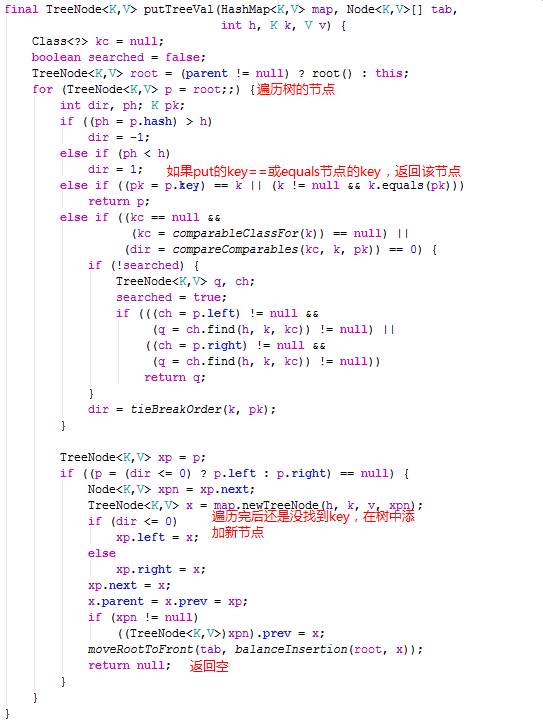 final TreeNode<K,V> putTreeVal(HashMap<K,V> map, Node<K,V>[] tab,
int h, K k, V v) {
Class<?> kc = null;
boolean searched = false;
TreeNode<K,V> root = (parent != null) ? root() : this;
for (TreeNode<K,V> p = root;;) { 遍历树的节点
int dir, ph; K pk;
if ((ph = p.hash) > h)
dir = -1;
else if (ph < h)
dir = 1; 如果put的key==或equals节点的key，返回该节点
else if ((pk = p.key) == k || (k != null && k.equals(pk)))
return p;
else if ((kc == null &&
(kc = comparableClassFor(k)) == null) ||
(dir = compareComparables(kc, k, pk)) == 0) {
if (!searched) {
TreeNode<K,V> q, ch;
searched = true;
if (((ch = p.left) != null &&
(q = ch.find(h, k, kc)) != null) ||
((ch = p.right) != null &&
(q = ch.find(h, k, kc)) != null))
return q;
}
dir = tieBreakOrder(k, pk);
}
TreeNode<K,V> xp = p;
if ((p = (dir <= 0) ? p.left : p.right) == null) {
Node<K,V> xpn = xp.next;
TreeNode<K,V> x = map.newTreeNode(h, k, v, xpn);
if (dir <= 0) 遍历完后还是没找到key，在树中添
xp.left = x; 加新节点
else
xp.right = x;
xp.next = x;
x.parent = x.prev = xp;
if (xpn != null)
((TreeNode<K,V>)xpn).prev = x;
moveRootToFront(tab, balanceInsertion(root, x));
return null; 返回空
}
}
}